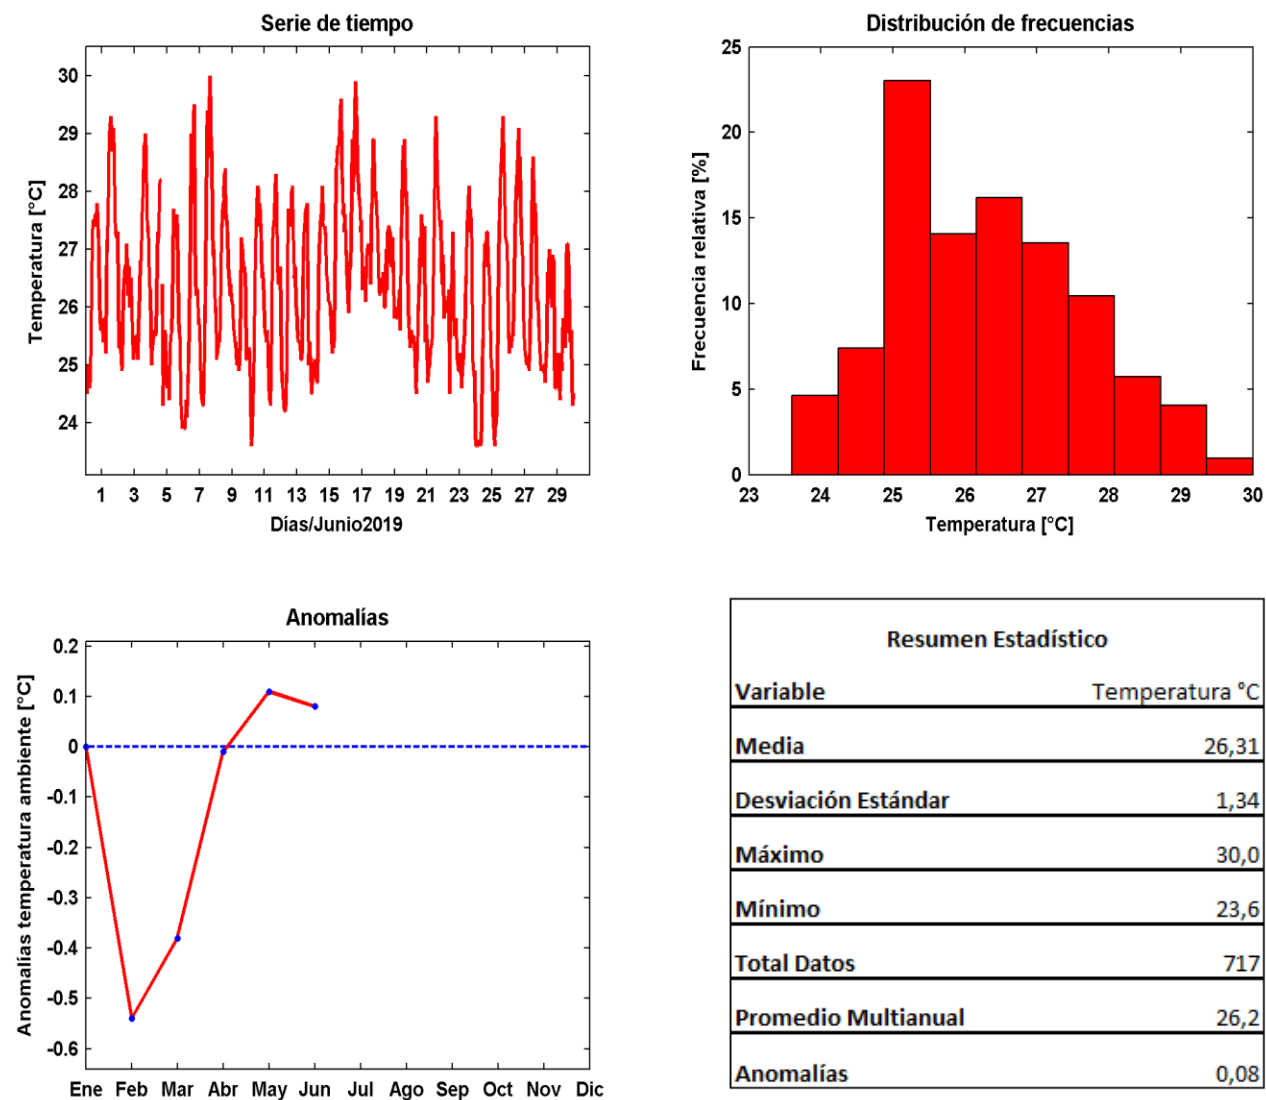 Serie de tiempo
30
29
28
27
26
25
24
Temperatura [°C]
1 3 5 7 9 11 13 15 17 19 21 23 25 27 29
Días/Junio2019
Distribución de frecuencias
25
20
15
10
5
0
Frecuencia relativa [%]
23 24 25 26 27 28 29 30
Temperatura [°C]
Anomalías
0.2
0.1
0
-0.1
-0.2
-0.3
-0.4
-0.5
-0.6
Anomalías temperatura ambiente [°C]
Ene Feb Mar Abr May Jun Jul Ago Sep Oct Nov Dic
Resumen Estadístico
Variable Temperatura °C
Media 26,31
Desviación Estándar 1,34
Máximo 30,0
Mínimo 23,6
Total Datos 717
Promedio Multianual 26,2
Anomalías 0,08